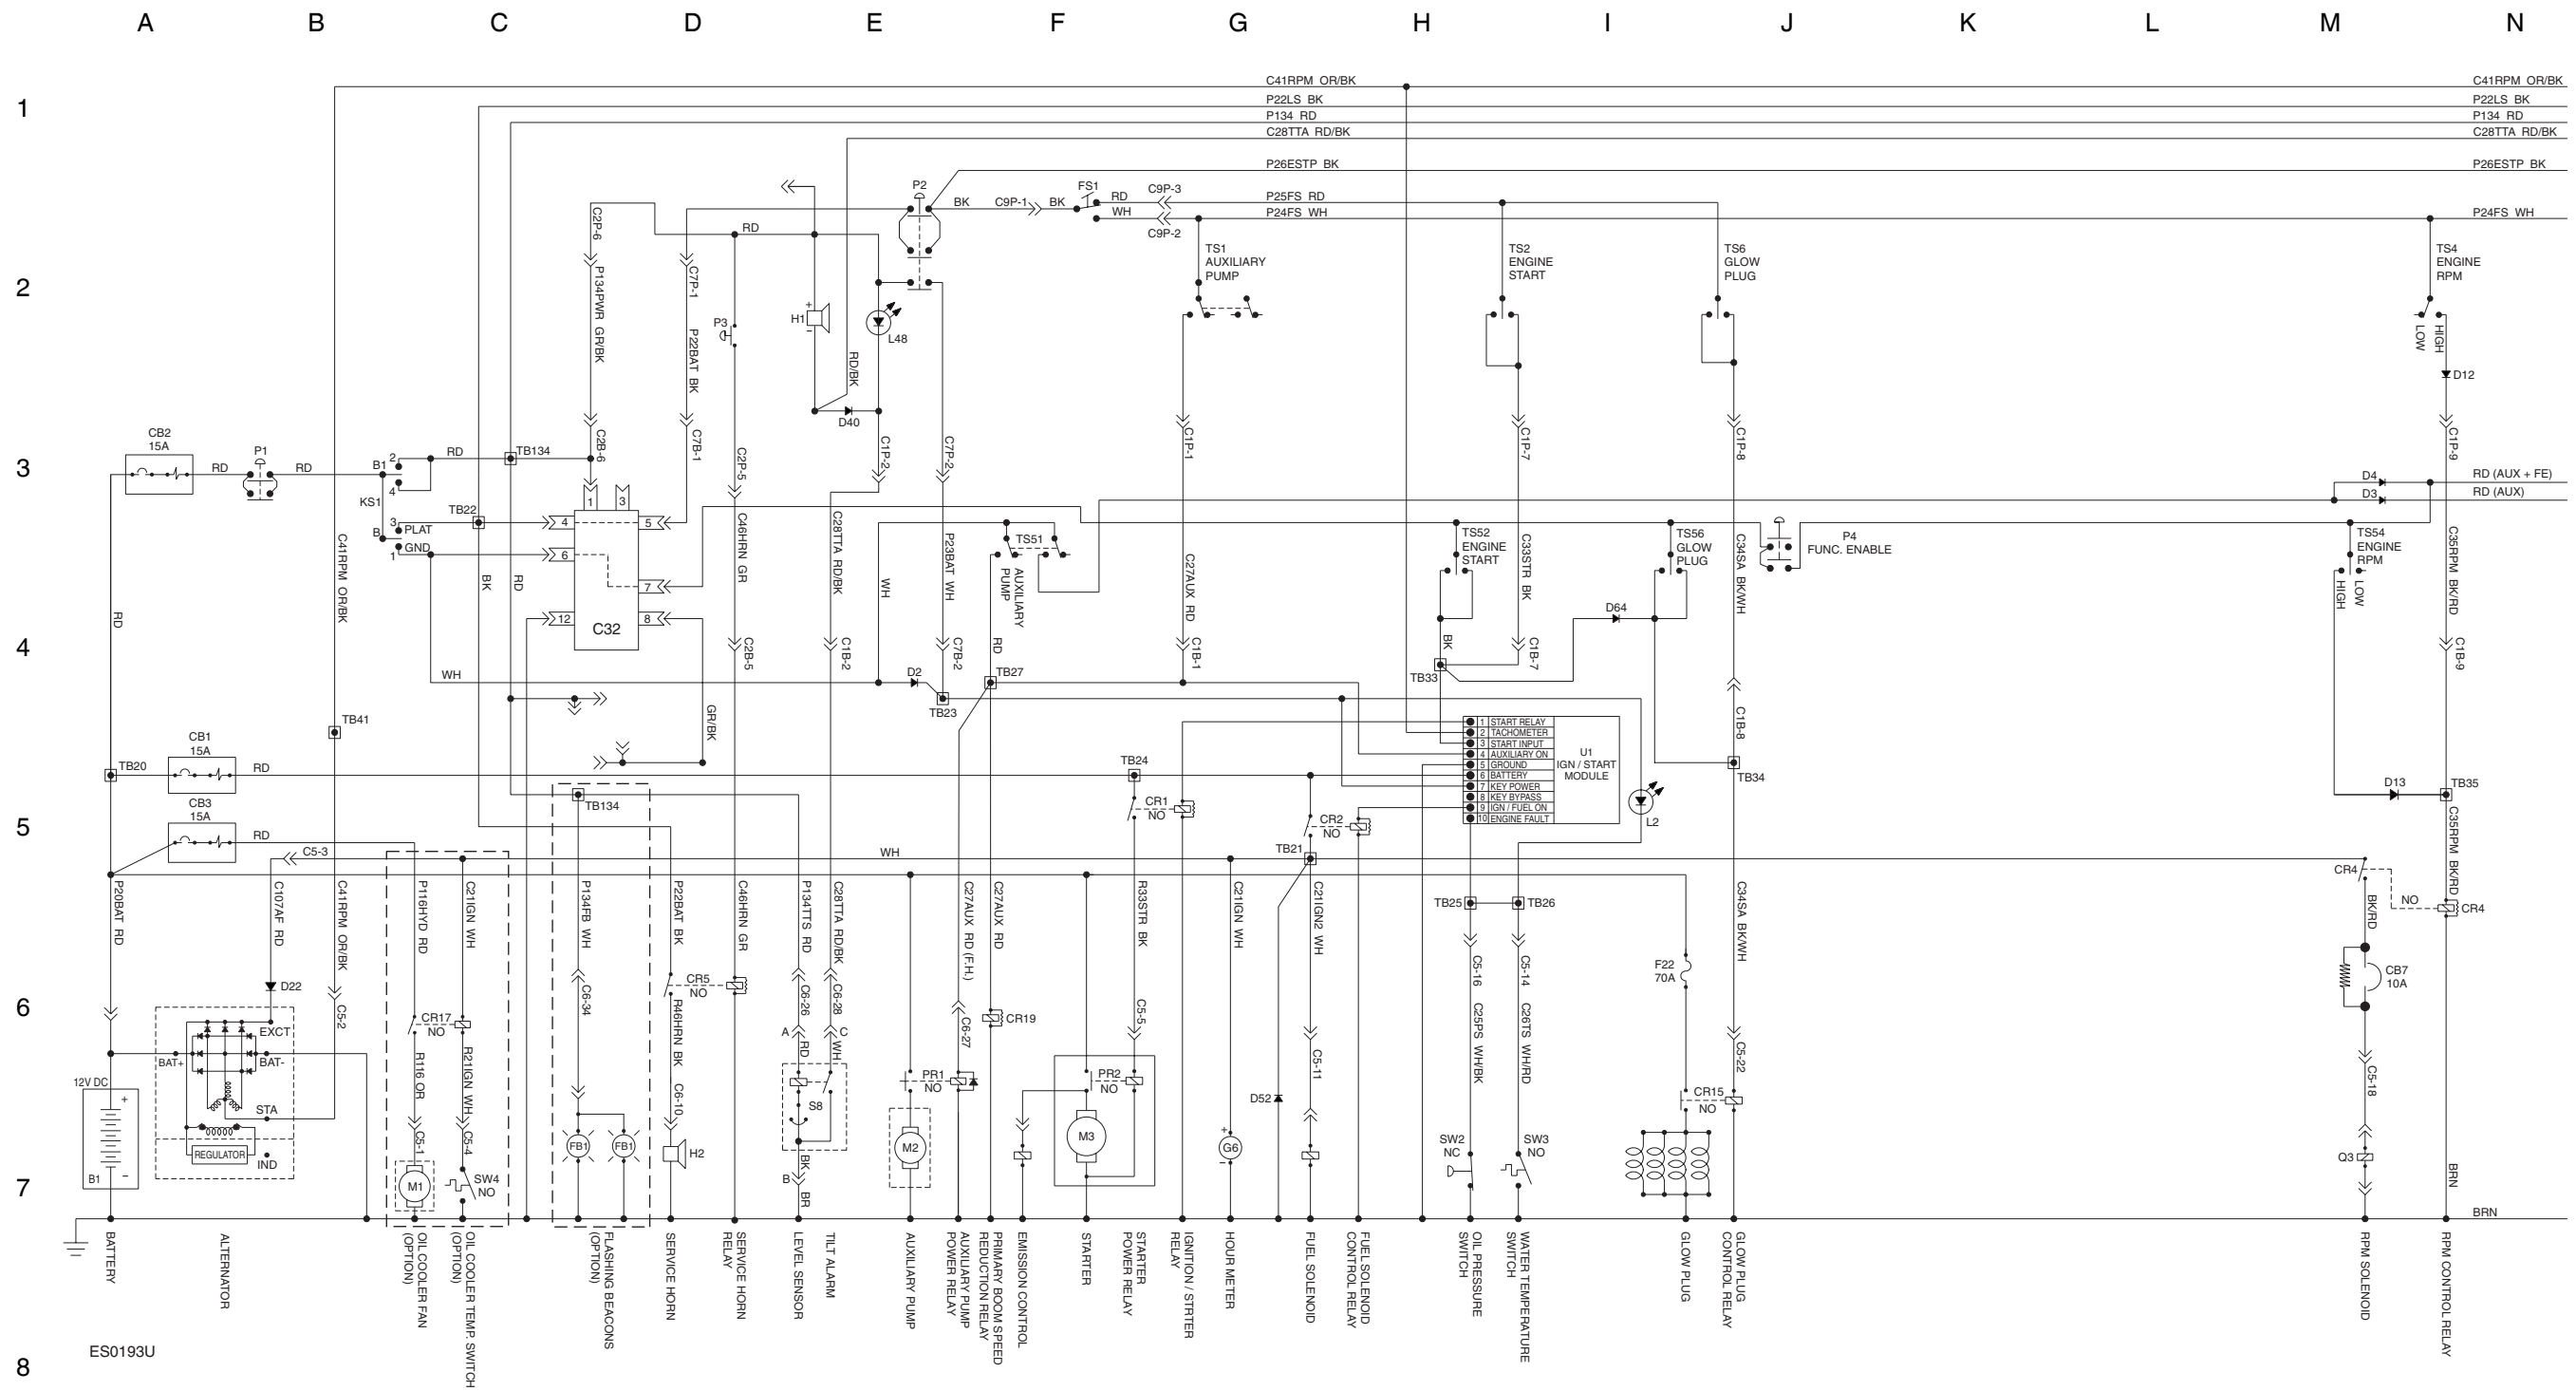 A B C D E F G H I J K L M N
1
2
3
4
5
6
7
8
C41RPM OR/BK
C41RPM OR/BK
P22LS BK
P22LS BK
P134 RD
P134 RD
C28TTA RD/BK
C28TTA RD/BK
P26ESTP BK
P26ESTP BK
P2
FS1
RD
C9P-3
P25FS RD
BK
C9P-1
BK
WH
P24FS WH
P24FS WH
C9P-2
C2P-6
RD
TS1
AUXILIARY
PUMP
TS2
ENGINE
START
TS6
GLOW
PLUG
TS4
ENGINE
RPM
P134PWR GR/BK
C7P-1
P22BAT BK
P3
H1
+
−
L48
RD/BK
LOW
HIGH
D12
D40
CB2
15A
P1
RD
RD
B1
2
4
KS1
RD
TB134
C2B-6
C7B-1
C2P-5
C1P-2
C7P-2
C1P-1
C1P-7
C1P-8
C1P-9
D4
RD (AUX + FE)
D3
RD (AUX)
TB22
B
3
PLAT
GND
1
1
3
4
5
6
7
12
8
C32
C41RPM OR/BK
BK
RD
C46HRN GR
C28TTA RD/BK
WH
P23BAT WH
TS51
AUXILIARY
PUMP
C27AUX RD
TS52
ENGINE
START
C33STR BK
TS56
GLOW
PLUG
C34SA BK/WH
P4
FUNC. ENABLE
TS54
ENGINE
RPM
HIGH
LOW
C35RPM BK/RD
RD
D64
WH
C2B-5
C1B-2
D2
C7B-2
RD
TB27
C1B-1
BK
TB33
C1B-7
C1B-9
TB23
GR/BK
TB41
C1B-8
CB1
15A
TB20
RD
TB24
1 START RELAY
2 TACHOMETER
3 START INPUT
4 AUXILIARY ON
5 GROUND
6 BATTERY
7 KEY POWER
8 KEY BYPASS
9 IGN / FUEL ON
10 ENGINE FAULT
U1
IGN / START
MODULE
TB34
CB3
15A
TB134
CR1
NO
D13
TB35
L2
RD
CR2
NO
C5-3
WH
TB21
CR4
P20BAT RD
C107AF RD
C41RPM OR/BK
P116HYD RD
C21IGN WH
P134FB WH
P22BAT BK
C46HRN GR
P134TTS RD
C28TTA RD/BK
C27AUX RD (F.H.)
C27AUX RD
R33STR BK
C21IGN WH
C21IGN2 WH
TB25
TB26
C34SA BK/WH
BK/RD
NO
CR4
C35RPM BK/RD
D22
C5-2
C6-34
CR5
NO
C6-26
C6-28
C6-27
CR19
C5-5
C5-16
C5-14
F22
70A
CB7
10A
EXCT
BAT+
BAT-
STA
REGULATOR
IND
12V DC
+
−
B1
CR17
NO
R116 OR
R21IGN WH
C5-1
C5-4
M1
SW4
NO
FB1
FB1
R46HRN BK
C6-10
H2
A
C
RD
WH
S8
BK
B
BR
PR1
NO
M2
PR2
NO
M3
G6
+
−
D52
C5-11
C25PS WH/BK
C26TS WH/RD
SW2
NC
SW3
NO
C5-22
CR15
NO
C5-18
Q3
BRN
BRN
BATTERY
ALTERNATOR
OIL COOLER FAN
(OPTION)
OIL COOLER TEMP. SWITCH
(OPTION)
FLASHING BEACONS
(OPTION)
SERVICE HORN
SERVICE HORN
RELAY
LEVEL SENSOR
TILT ALARM
AUXILIARY PUMP
AUXILIARY PUMP
POWER RELAY
PRIMARY BOOM SPEED
REDUCTION RELAY
EMISSION CONTROL
STARTER
STARTER
POWER RELAY
IGNITION / STRTER
RELAY
HOUR METER
FUEL SOLENOID
FUEL SOLENOID
CONTROL RELAY
OIL PRESSURE
SWITCH
WATER TEMPERATURE
SWITCH
GLOW PLUG
GLOW PLUG
CONTROL RELAY
RPM SOLENOID
RPM CONTROL RELAY
ES0193U